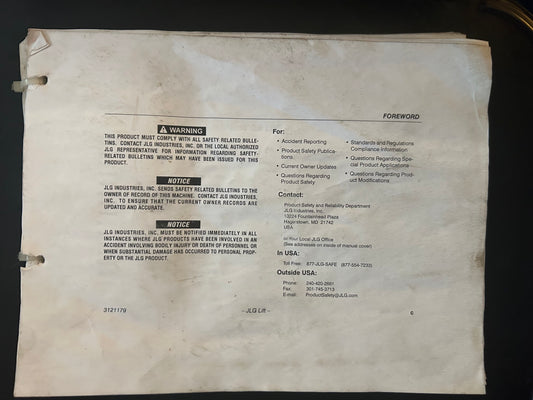 FOREWORD
⚠ WARNING
THIS PRODUCT MUST COMPLY WITH ALL SAFETY RELATED BULLE-
TINS. CONTACT JLG INDUSTRIES, INC. OR THE LOCAL AUTHORIZED
JLG REPRESENTATIVE FOR INFORMATION REGARDING SAFETY-
RELATED BULLETINS WHICH MAY HAVE BEEN ISSUED FOR THIS
PRODUCT.
NOTICE
JLG INDUSTRIES, INC. SENDS SAFETY RELATED BULLETINS TO THE
OWNER OF RECORD OF THIS MACHINE. CONTACT JLG INDUSTRIES,
INC. TO ENSURE THAT THE CURRENT OWNER RECORDS ARE
UPDATED AND ACCURATE.
NOTICE
JLG INDUSTRIES, INC. MUST BE NOTIFIED IMMEDIATELY IN ALL
INSTANCES WHERE JLG PRODUCTS HAVE BEEN INVOLVED IN AN
ACCIDENT INVOLVING BODILY INJURY OR DEATH OF PERSONNEL OR
WHEN SUBSTANTIAL DAMAGE HAS OCCURRED TO PERSONAL PROP-
ERTY OR THE JLG PRODUCT.
For:
• Accident Reporting
• Product Safety Publica-
tions
• Current Owner Updates
• Questions Regarding
Product Safety
• Standards and Regulations
Compliance Information
• Questions Regarding Spe-
cial Product Applications
• Questions Regarding Prod-
uct Modifications
Contact:
Product Safety and Reliability Department
JLG Industries, Inc.
13224 Fountainhead Plaza
Hagerstown, MD 21742
USA
or Your Local JLG Office
(See addresses on inside of manual cover)
In USA:
Toll Free: 877-JLG-SAFE (877-554-7233)
Outside USA:
Phone: 240-420-2661
Fax: 301-745-3713
E-mail: ProductSafety@JLG.com
3121179
– JLG Lift –
c